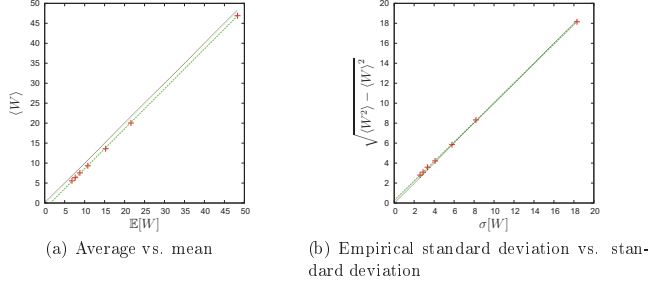 50
45
40
35
30
25
20
15
10
5
0
⟨W⟩
0 5 10 15 20 25 30 35 40 45 50
𝔼[W]
(a) Average vs. mean
20
18
16
14
12
10
8
6
4
2
0
√⟨W²⟩ − ⟨W⟩²
0 2 4 6 8 10 12 14 16 18 20
σ[W]
(b) Empirical standard deviation vs. stan-
dard deviation